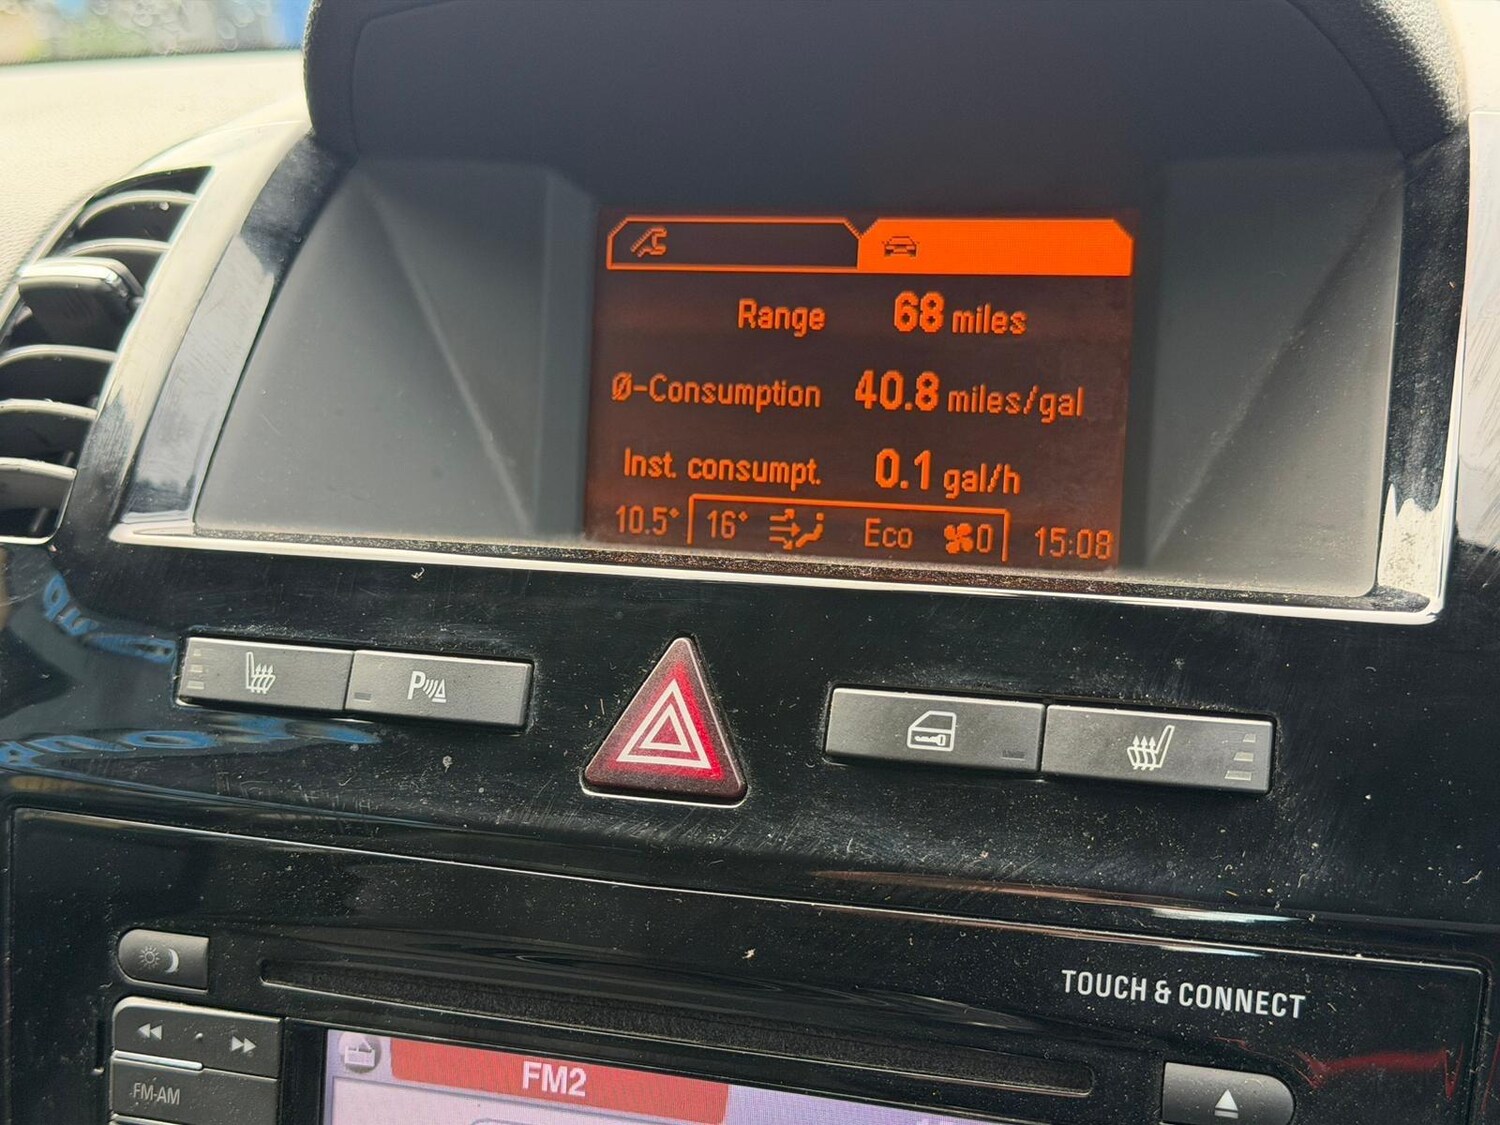 Range 68 miles
Ø-Consumption 40.8 miles/gal
Inst. consumpt. 0.1 gal/h
10.5° 16° Eco 0 15:08
P
TOUCH & CONNECT
FM-AM
FM2